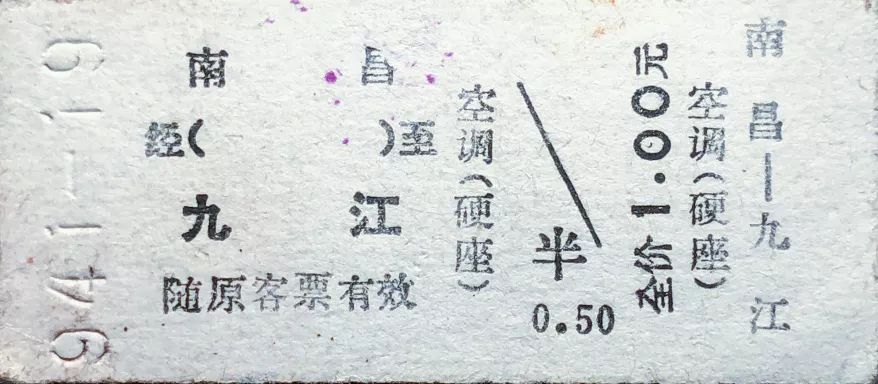 南昌
经( )至
九江
随原客票有效
空调(硬座)
半
0.50
全价1.00元
空调(硬座)
南昌—九江